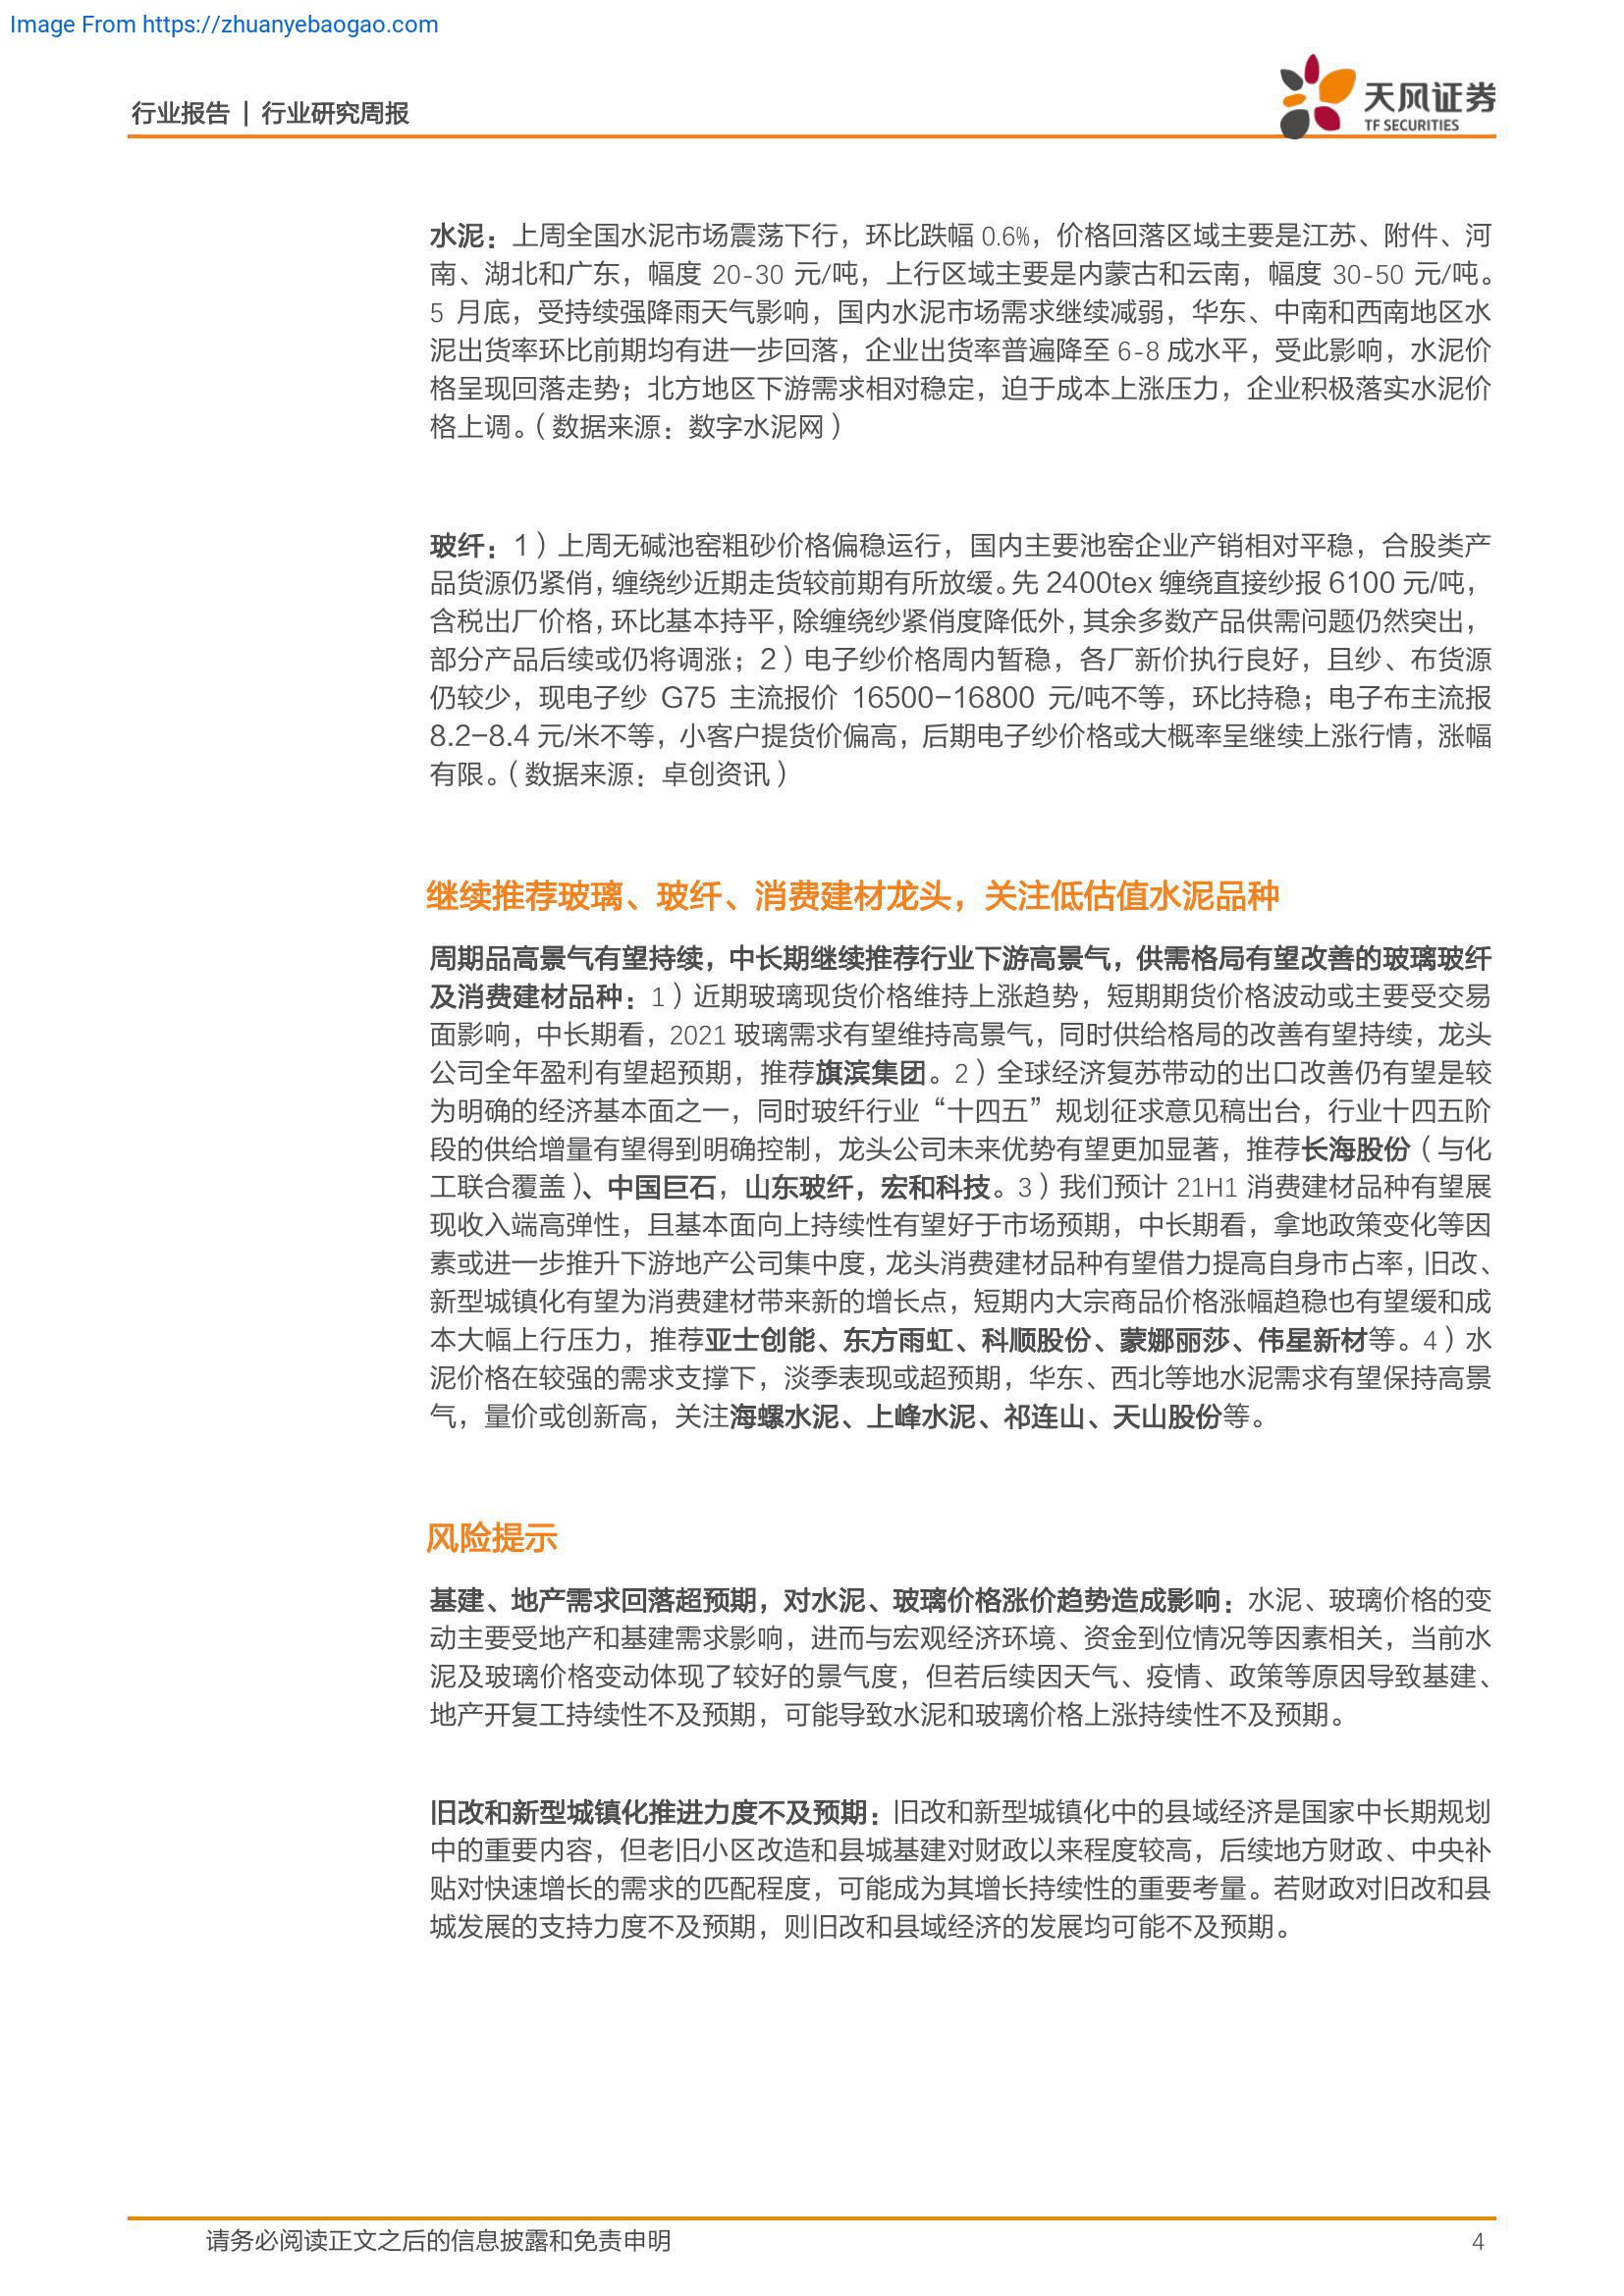 Image From https://zhuanyebaogao.com
行业报告 | 行业研究周报
天风证券
TF SECURITIES
水泥：上周全国水泥市场震荡下行，环比跌幅 0.6%，价格回落区域主要是江苏、附件、河
南、湖北和广东，幅度 20-30 元/吨，上行区域主要是内蒙古和云南，幅度 30-50 元/吨。
5 月底，受持续强降雨天气影响，国内水泥市场需求继续减弱，华东、中南和西南地区水
泥出货率环比前期均有进一步回落，企业出货率普遍降至 6-8 成水平，受此影响，水泥价
格呈现回落走势；北方地区下游需求相对稳定，迫于成本上涨压力，企业积极落实水泥价
格上调。（数据来源：数字水泥网）
玻纤：1）上周无碱池窑粗砂价格偏稳运行，国内主要池窑企业产销相对平稳，合股类产
品货源仍紧俏，缠绕纱近期走货较前期有所放缓。先 2400tex 缠绕直接纱报 6100 元/吨，
含税出厂价格，环比基本持平，除缠绕纱紧俏度降低外，其余多数产品供需问题仍然突出，
部分产品后续或仍将调涨；2）电子纱价格周内暂稳，各厂新价执行良好，且纱、布货源
仍较少，现电子纱 G75 主流报价 16500-16800 元/吨不等，环比持稳；电子布主流报
8.2-8.4 元/米不等，小客户提货价偏高，后期电子纱价格或大概率呈继续上涨行情，涨幅
有限。（数据来源：卓创资讯）
继续推荐玻璃、玻纤、消费建材龙头，关注低估值水泥品种
周期品高景气有望持续，中长期继续推荐行业下游高景气，供需格局有望改善的玻璃玻纤
及消费建材品种：1）近期玻璃现货价格维持上涨趋势，短期期货价格波动或主要受交易
面影响，中长期看，2021 玻璃需求有望维持高景气，同时供给格局的改善有望持续，龙头
公司全年盈利有望超预期，推荐旗滨集团。2）全球经济复苏带动的出口改善仍有望是较
为明确的经济基本面之一，同时玻纤行业“十四五”规划征求意见稿出台，行业十四五阶
段的供给增量有望得到明确控制，龙头公司未来优势有望更加显著，推荐长海股份（与化
工联合覆盖）、中国巨石，山东玻纤，宏和科技。3）我们预计 21H1 消费建材品种有望展
现收入端高弹性，且基本面向上持续性有望好于市场预期，中长期看，拿地政策变化等因
素或进一步推升下游地产公司集中度，龙头消费建材品种有望借力提高自身市占率，旧改、
新型城镇化有望为消费建材带来新的增长点，短期内大宗商品价格涨幅趋稳也有望缓和成
本大幅上行压力，推荐亚士创能、东方雨虹、科顺股份、蒙娜丽莎、伟星新材等。4）水
泥价格在较强的需求支撑下，淡季表现或超预期，华东、西北等地水泥需求有望保持高景
气，量价或创新高，关注海螺水泥、上峰水泥、祁连山、天山股份等。
风险提示
基建、地产需求回落超预期，对水泥、玻璃价格涨价趋势造成影响：水泥、玻璃价格的变
动主要受地产和基建需求影响，进而与宏观经济环境、资金到位情况等因素相关，当前水
泥及玻璃价格变动体现了较好的景气度，但若后续因天气、疫情、政策等原因导致基建、
地产开复工持续性不及预期，可能导致水泥和玻璃价格上涨持续性不及预期。
旧改和新型城镇化推进力度不及预期：旧改和新型城镇化中的县域经济是国家中长期规划
中的重要内容，但老旧小区改造和县城基建对财政以来程度较高，后续地方财政、中央补
贴对快速增长的需求的匹配程度，可能成为其增长持续性的重要考量。若财政对旧改和县
城发展的支持力度不及预期，则旧改和县域经济的发展均可能不及预期。
请务必阅读正文之后的信息披露和免责申明
4